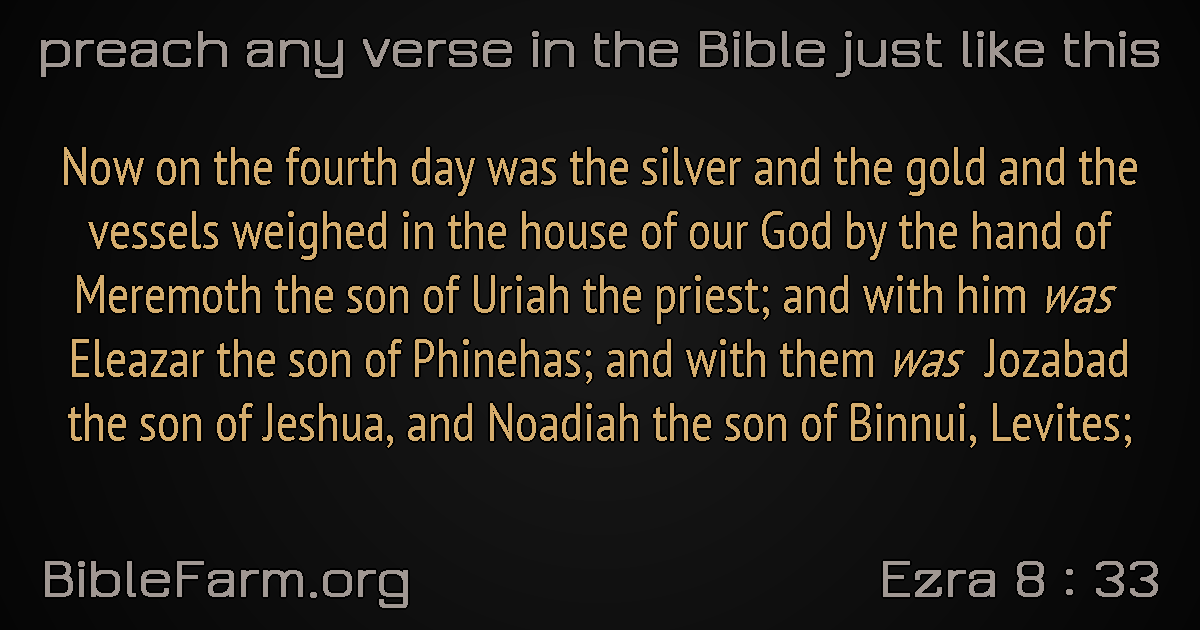 preach any verse in the Bible just like this
Now on the fourth day was the silver and the gold and the
vessels weighed in the house of our God by the hand of
Meremoth the son of Uriah the priest; and with him was
Eleazar the son of Phinehas; and with them was Jozabad
the son of Jeshua, and Noadiah the son of Binnui, Levites;
BibleFarm.org
Ezra 8 : 33